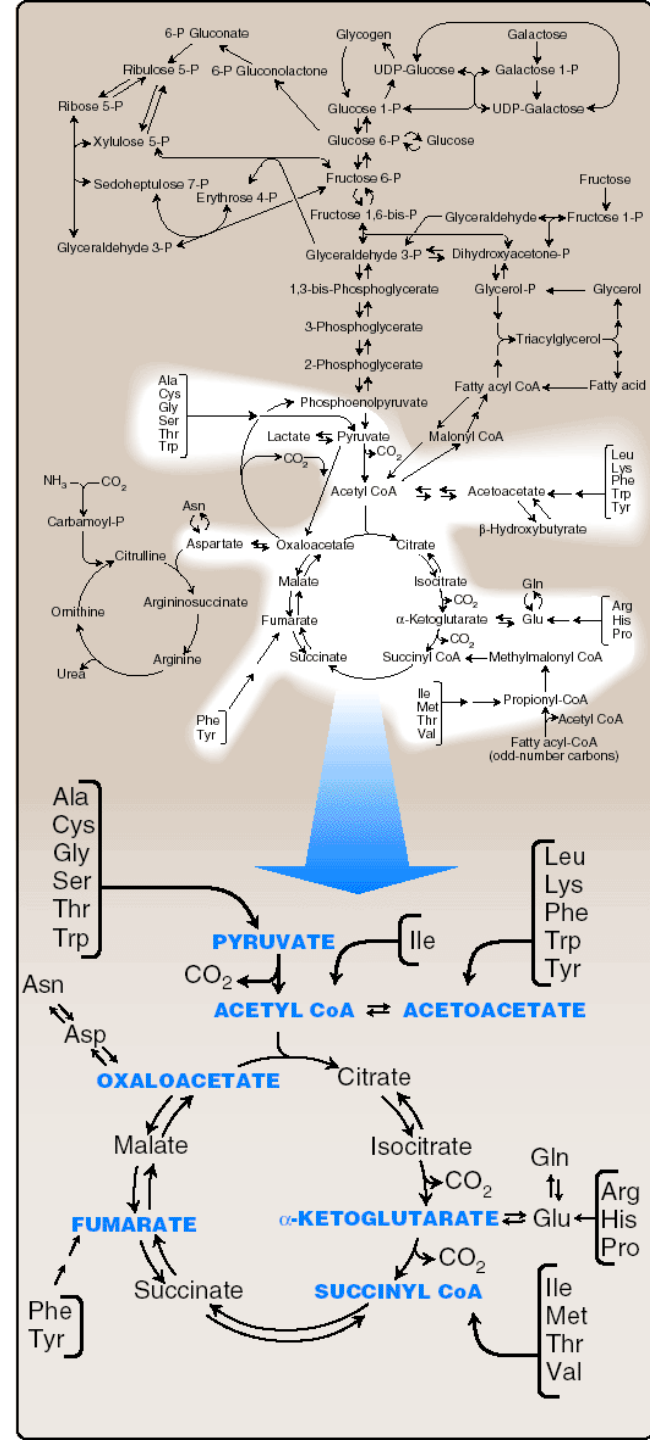 6-P Gluconate
Glycogen
Galactose
Ribulose 5-P
6-P Gluconolactone
UDP-Glucose
Galactose 1-P
Ribose 5-P
Glucose 1-P
UDP-Galactose
Xylulose 5-P
Glucose 6-P
Glucose
Sedoheptulose 7-P
Erythrose 4-P
Fructose 6-P
Fructose
Fructose 1,6-bis-P
Glyceraldehyde
Fructose 1-P
Glyceraldehyde 3-P
Glyceraldehyde 3-P
Dihydroxyacetone-P
1,3-bis-Phosphoglycerate
Glycerol-P
Glycerol
3-Phosphoglycerate
Triacylglycerol
2-Phosphoglycerate
Ala
Cys
Gly
Ser
Thr
Trp
Fatty acyl CoA
Fatty acid
Phosphoenolpyruvate
Lactate
Pyruvate
Malonyl CoA
CO2
CO2
Leu
Lys
Phe
Trp
Tyr
NH3
CO2
Acetyl CoA
Acetoacetate
Carbamoyl-P
Asn
β-Hydroxybutyrate
Citrulline
Aspartate
Oxaloacetate
Citrate
Malate
Isocitrate
Gln
Argininosuccinate
CO2
Ornithine
Fumarate
α-Ketoglutarate
Glu
Arg
His
Pro
CO2
Arginine
Succinate
Succinyl CoA
Methylmalonyl CoA
Urea
Ile
Met
Thr
Val
Propionyl-CoA
Phe
Tyr
Acetyl CoA
Fatty acyl-CoA
(odd-number carbons)
Ala
Cys
Gly
Ser
Thr
Trp
Leu
Lys
Phe
Trp
Tyr
PYRUVATE
Ile
CO2
Asn
ACETYL CoA
ACETOACETATE
Asp
OXALOACETATE
Citrate
Malate
Isocitrate
Gln
CO2
Arg
His
Pro
FUMARATE
α-KETOGLUTARATE
Glu
CO2
Succinate
SUCCINYL CoA
Phe
Tyr
Ile
Met
Thr
Val